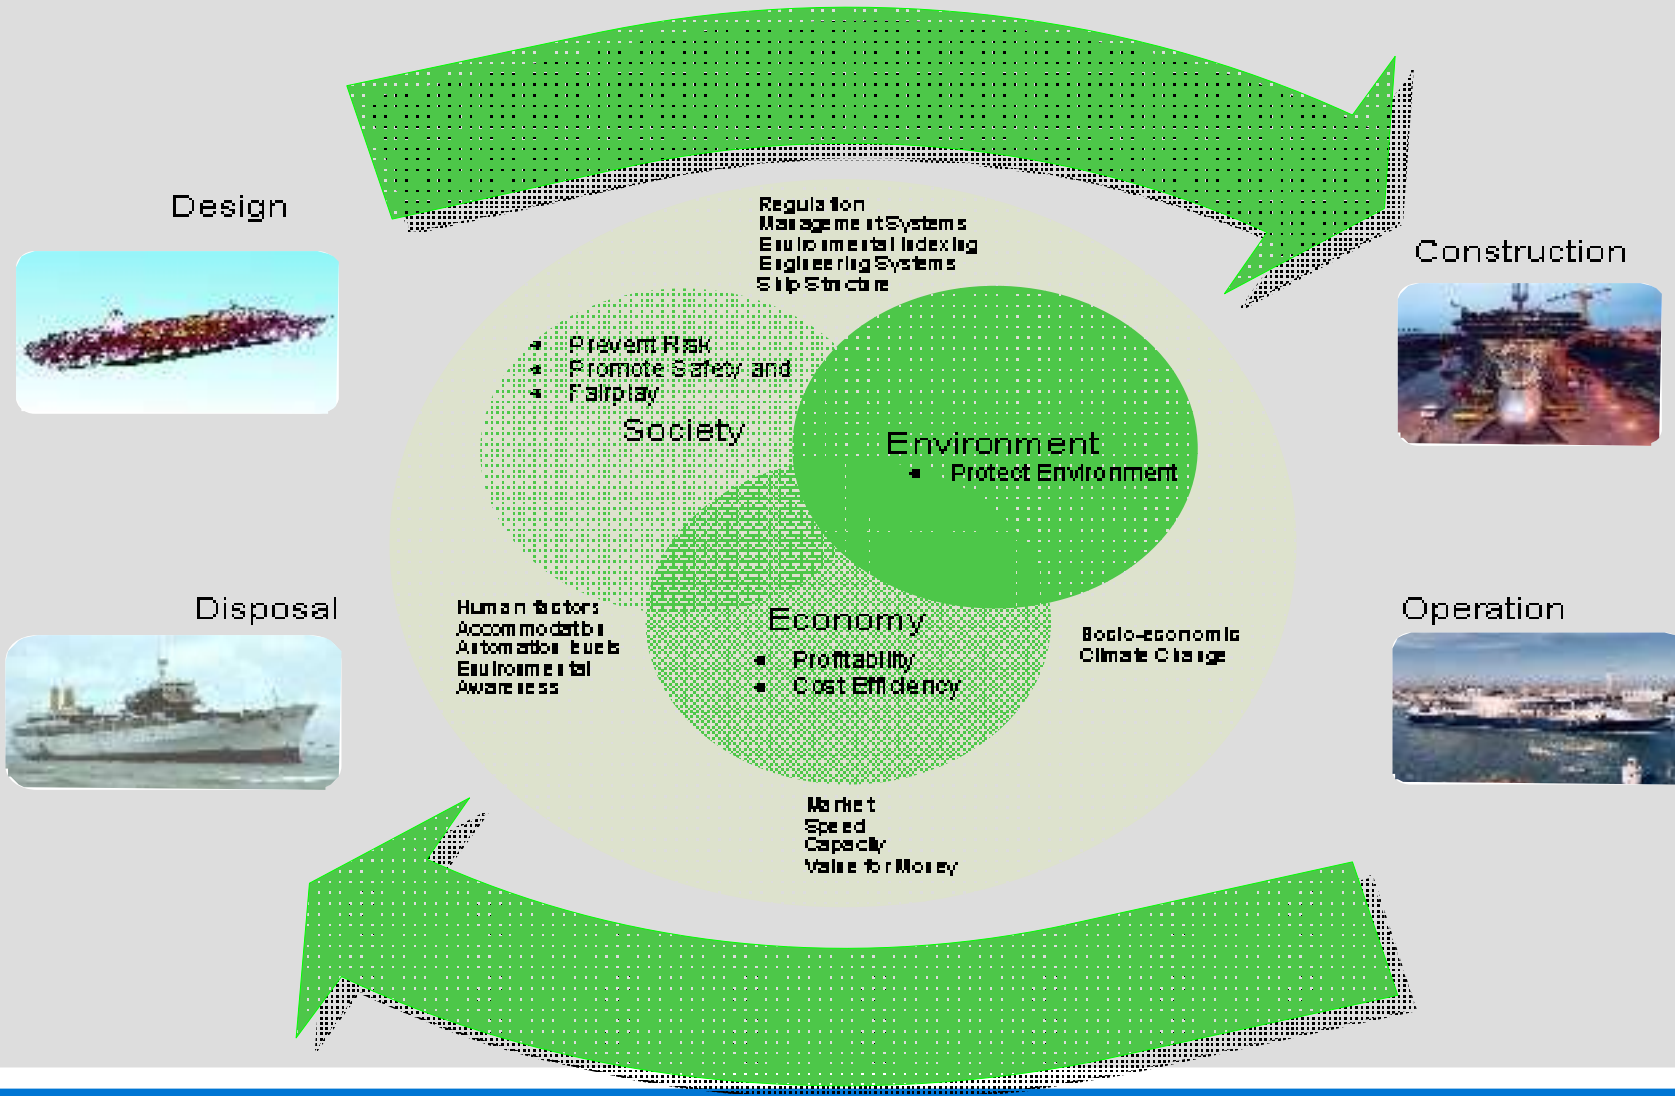 Design
Regulation
Management Systems
Environmental Indexing
Engineering Systems
Ship Structure
Construction
• Prevent Risk
• Promote Safety and
• Fairplay
Society
Environment
• Protect Environment
Disposal
Human factors
Accommodation
Automation levels
Environmental
Awareness
Economy
• Profitability
• Cost Efficiency
Socio-economic
Climate Change
Operation
Market
Speed
Capacity
Value for Money